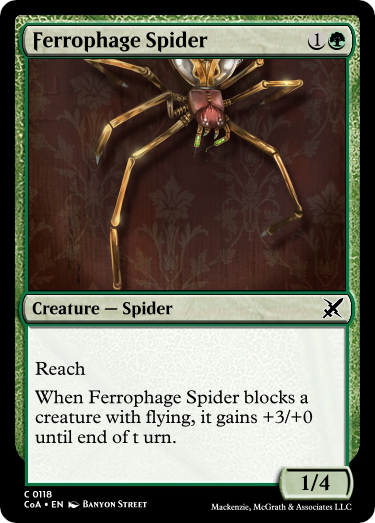 Ferrophage Spider 1
Creature — Spider
Reach
When Ferrophage Spider blocks a
creature with flying, it gains +3/+0
until end of t urn.
1/4
C 0118
CoA • EN Banyon Street
Mackenzie, McGrath & Associates LLC